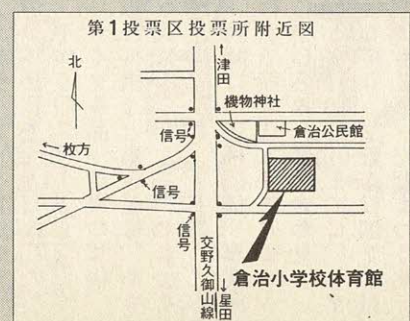 第1投票区投票所附近図
北
↑津田
機物神社
倉治公民館
信号
←枚方
信号
信号
交野久御山線
↓星田
倉治小学校体育館